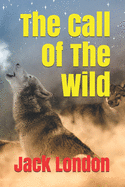 The Call
Of The
Wild
Jack London